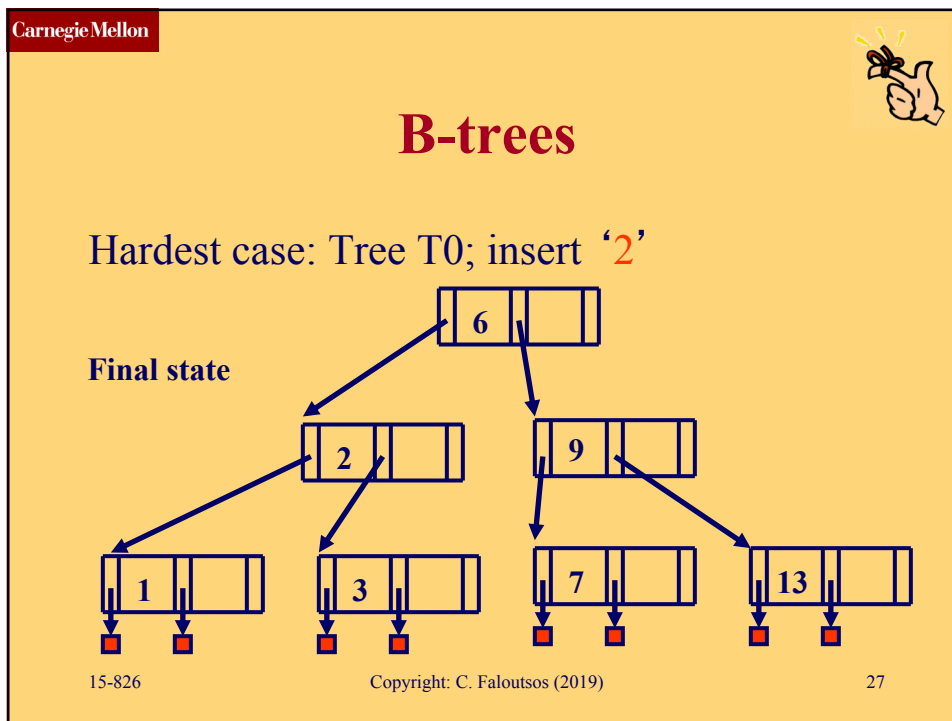 Carnegie Mellon
B-trees
Hardest case: Tree T0; insert ‘2’
6
Final state
2
9
1
3
7
13
15-826
Copyright: C. Faloutsos (2019)
27